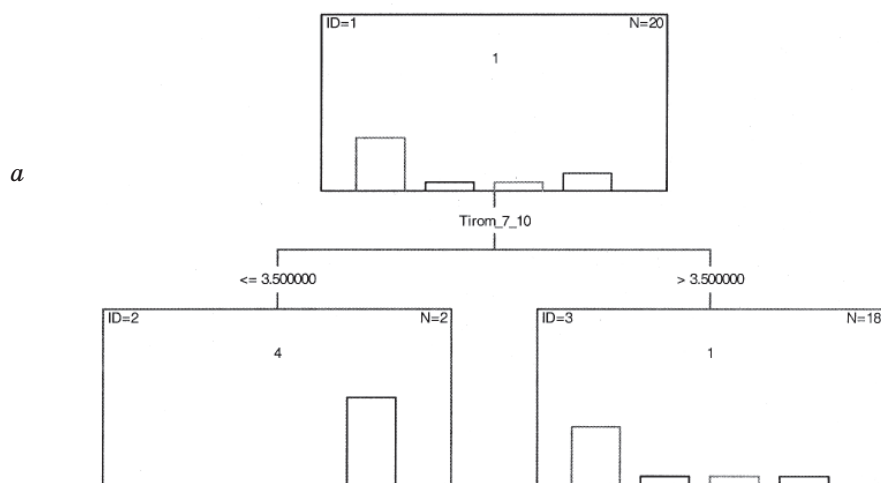 ID=1 N=20
1
a
Tirom_7_10
<= 3.500000 > 3.500000
ID=2 N=2 ID=3 N=18
4 1